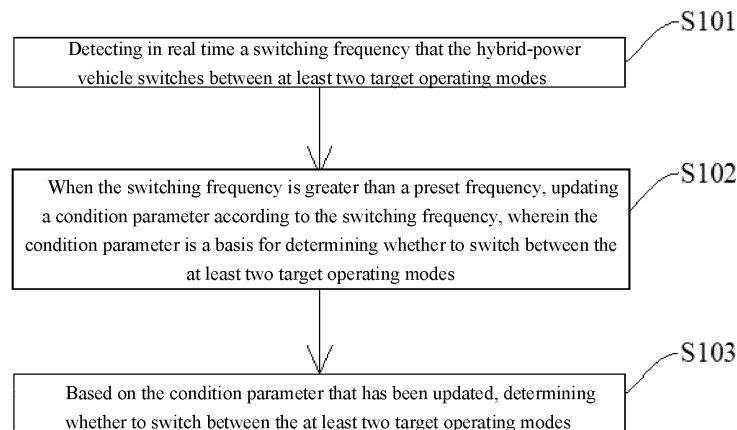 S101
Detecting in real time a switching frequency that the hybrid-power
vehicle switches between at least two target operating modes
S102
When the switching frequency is greater than a preset frequency, updating
a condition parameter according to the switching frequency, wherein the
condition parameter is a basis for determining whether to switch between the
at least two target operating modes
S103
Based on the condition parameter that has been updated, determining
whether to switch between the at least two target operating modes